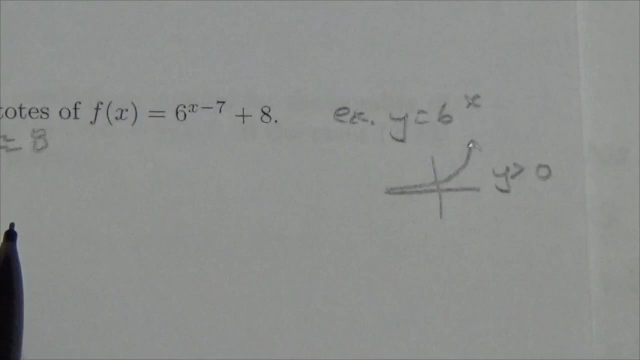 totes of f(x) = 6^{x−7} + 8.
ex. y=6^x
= 8
y>0